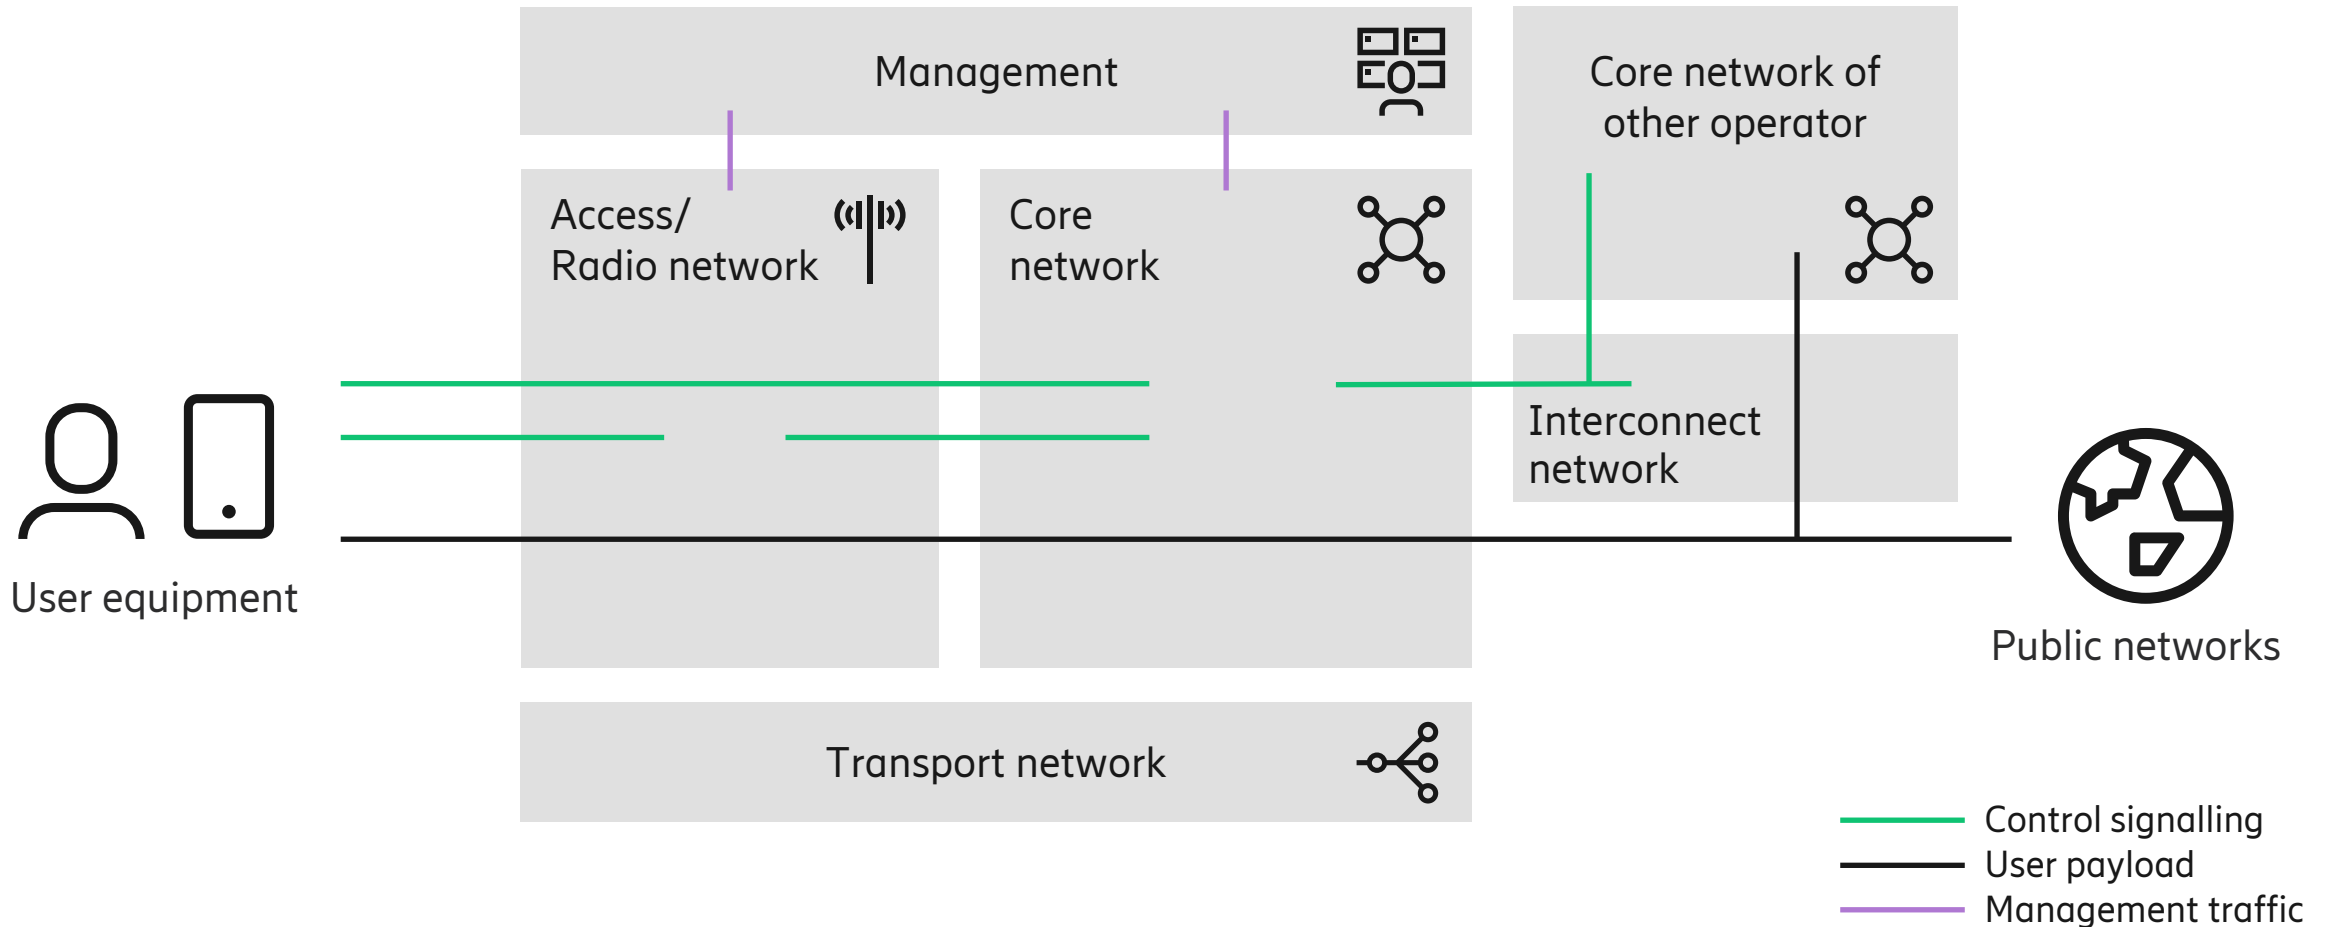 Management
Core network of
other operator
Access/
Radio network
Core
network
Interconnect
network
User equipment
Public networks
Transport network
Control signalling
User payload
Management traffic